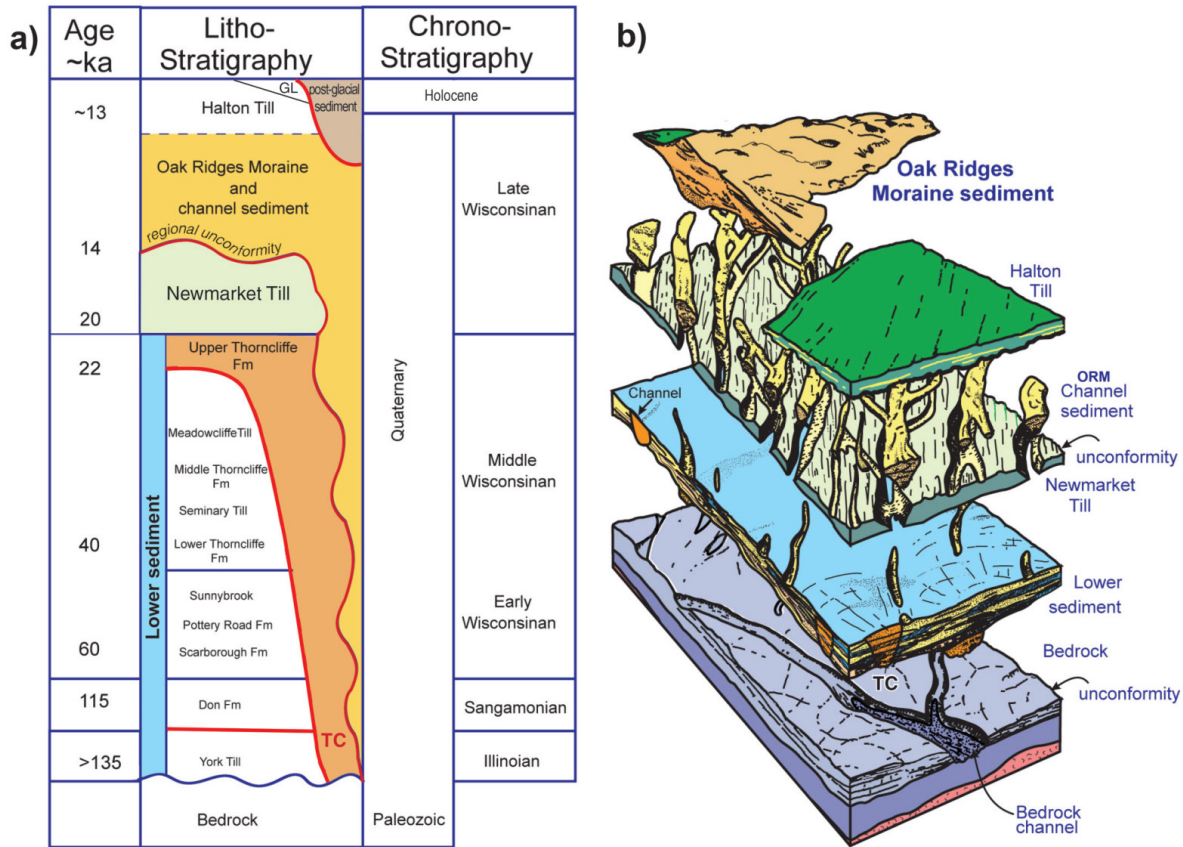 a)
Age
~ka
Litho-
Stratigraphy
Chrono-
Stratigraphy
GL
post-glacial
sediment
Halton Till
Holocene
~13
Oak Ridges Moraine
and
channel sediment
Late
Wisconsinan
regional unconformity
14
Newmarket Till
20
Upper Thorncliffe
Fm
22
Quaternary
Lower sediment
Meadowcliffe Till
Middle Thorncliffe
Fm
Middle
Wisconsinan
Seminary Till
40
Lower Thorncliffe
Fm
Sunnybrook
Early
Wisconsinan
Pottery Road Fm
60
Scarborough Fm
115
Don Fm
Sangamonian
TC
>135
York Till
Illinoian
Bedrock
Paleozoic
b)
Oak Ridges
Moraine sediment
Halton
Till
ORM
Channel
sediment
Channel
unconformity
Newmarket
Till
Lower
sediment
Bedrock
TC
unconformity
Bedrock
channel